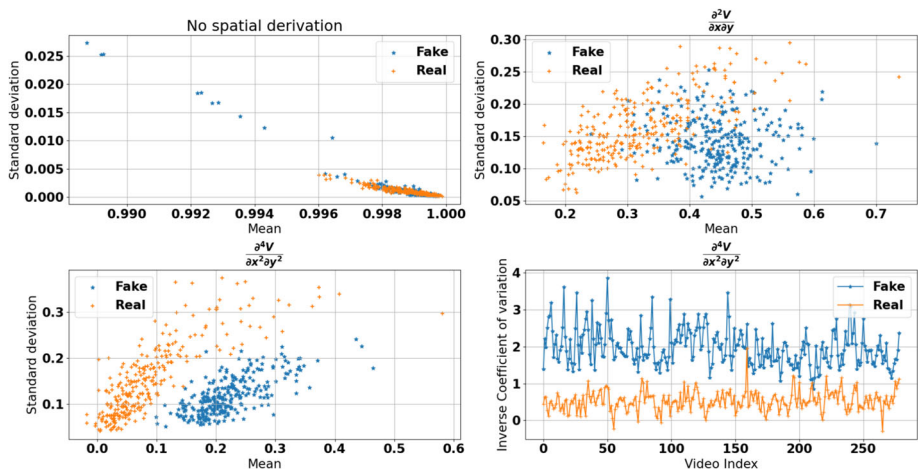 No spatial derivation
Standard deviation
0.025
0.020
0.015
0.010
0.005
0.000
Fake
Real
0.990
0.992
0.994
0.996
0.998
1.000
Mean
∂²V
∂x∂y
Standard deviation
0.30
0.25
0.20
0.15
0.10
0.05
Fake
Real
0.2
0.3
0.4
0.5
0.6
0.7
Mean
∂⁴V
∂x²∂y²
Standard deviation
0.3
0.2
0.1
Fake
Real
0.0
0.1
0.2
0.3
0.4
0.5
0.6
Mean
∂⁴V
∂x²∂y²
Inverse Coefficient of variation
4
3
2
1
0
Fake
Real
0
50
100
150
200
250
Video Index